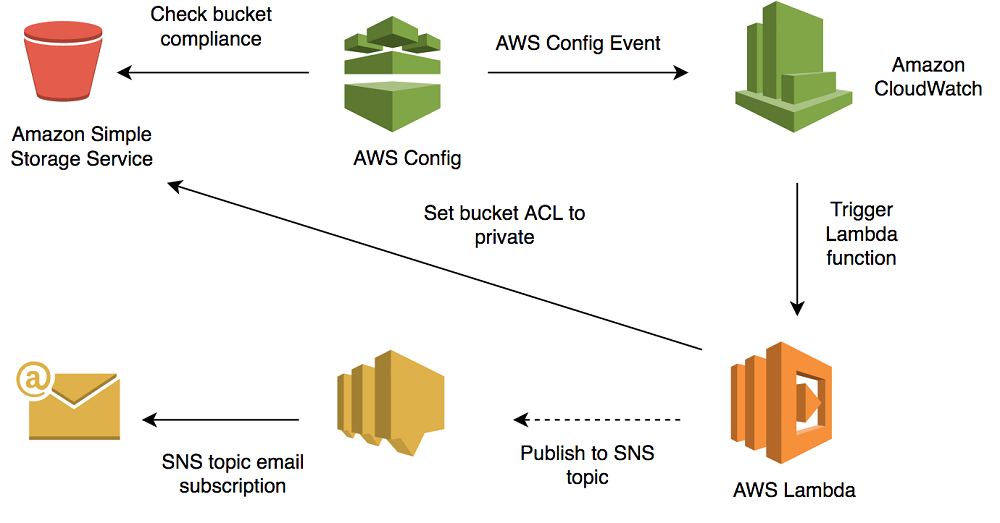 Check bucket
compliance
AWS Config Event
Amazon
CloudWatch
Amazon Simple
Storage Service
AWS Config
Set bucket ACL to
private
Trigger
Lambda
function
@
SNS topic email
subscription
Publish to SNS
topic
AWS Lambda